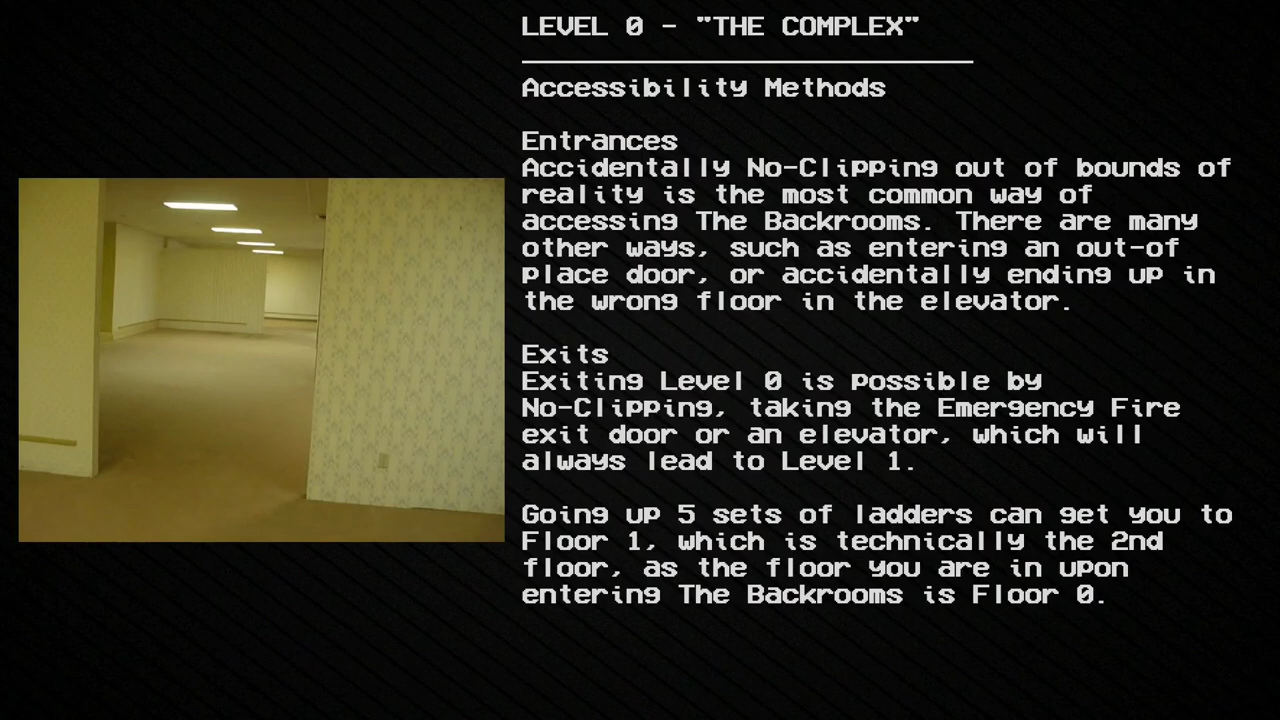 LEVEL 0 - "THE COMPLEX"
Accessibility Methods
Entrances
Accidentally No-Clipping out of bounds of
reality is the most common way of
accessing The Backrooms. There are many
other ways, such as entering an out-of
place door, or accidentally ending up in
the wrong floor in the elevator.
Exits
Exiting Level 0 is possible by
No-Clipping, taking the Emergency Fire
exit door or an elevator, which will
always lead to Level 1.
Going up 5 sets of ladders can get you to
Floor 1, which is technically the 2nd
floor, as the floor you are in upon
entering The Backrooms is Floor 0.